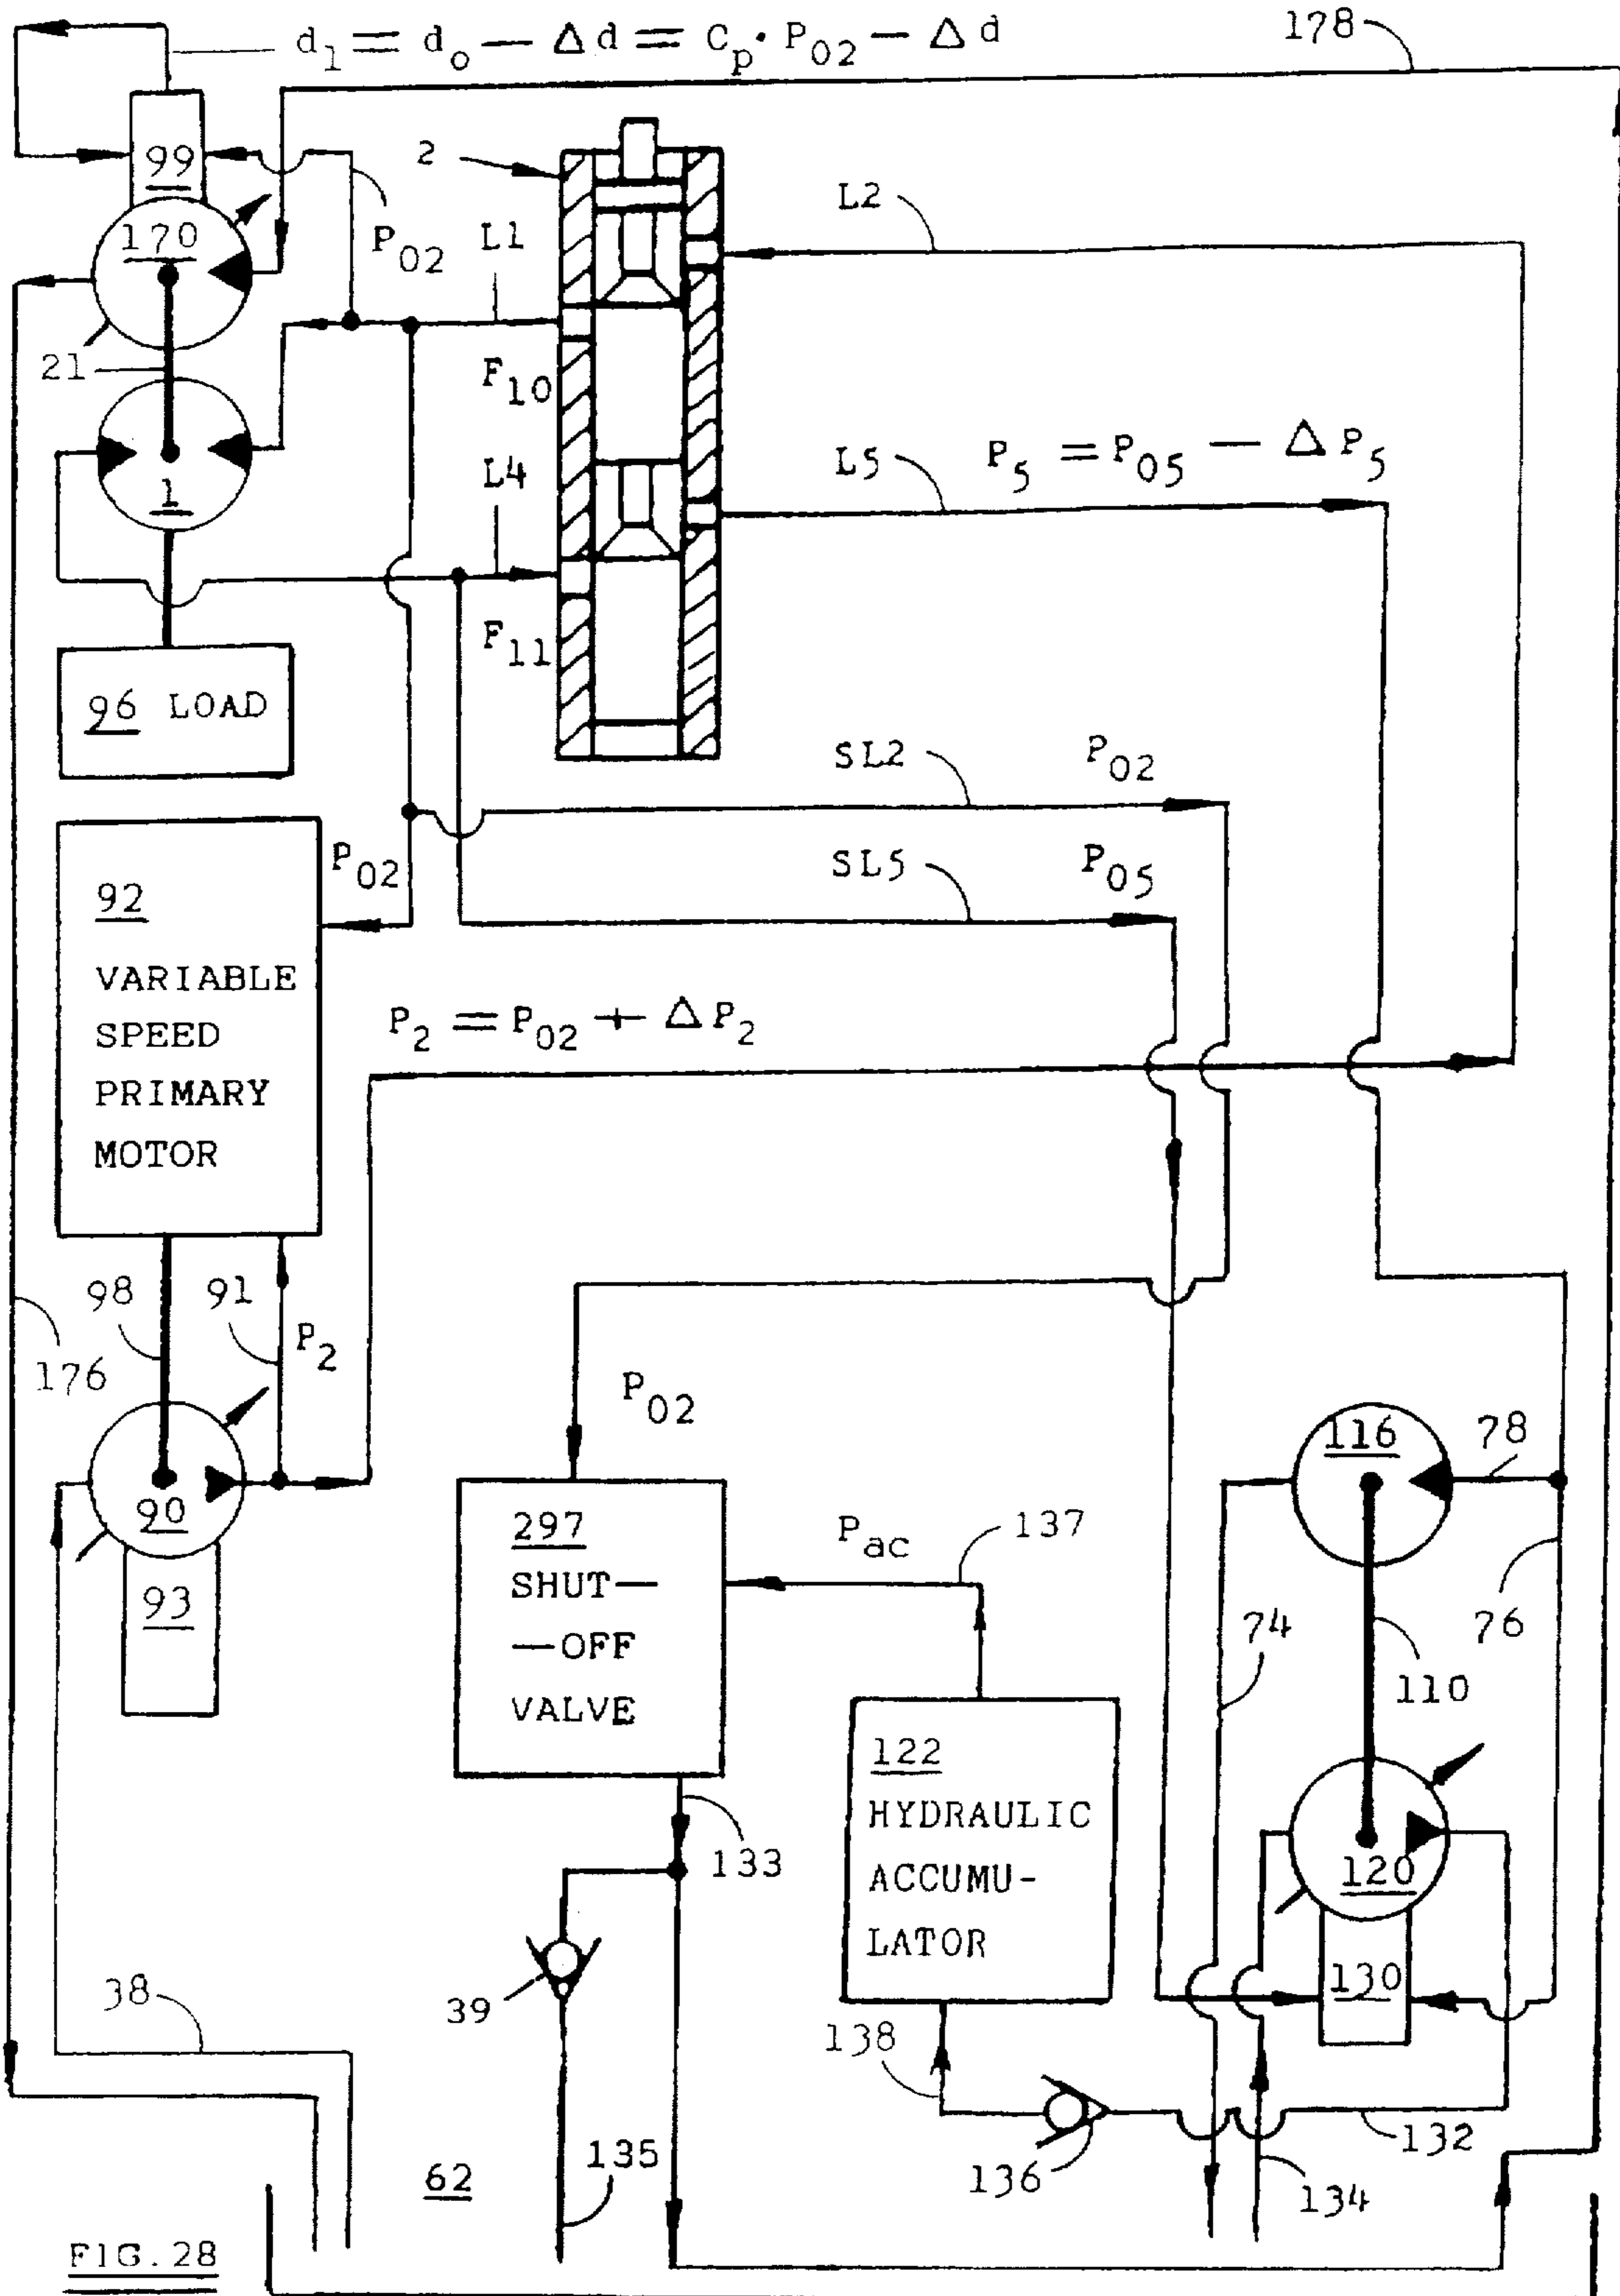 d₁ = d₀ — Δd = Cₚ · P₀₂ — Δd
178
99
2
L2
170
P₀₂
L1
21
F₁₀
P₅ = P₀₅ — ΔP₅
L5
L4
1
F₁₁
96 LOAD
SL2
P₀₂
P₀₂
SL5
P₀₅
92
VARIABLE
SPEED
PRIMARY
MOTOR
P₂ = P₀₂ + ΔP₂
98
91
P₂
176
P₀₂
116
78
90
297
SHUT—
—OFF
VALVE
Pₐc
137
93
74
76
110
122
HYDRAULIC
ACCUMU-
LATOR
133
120
130
39
38
138
132
135
136
134
62
FIG.28